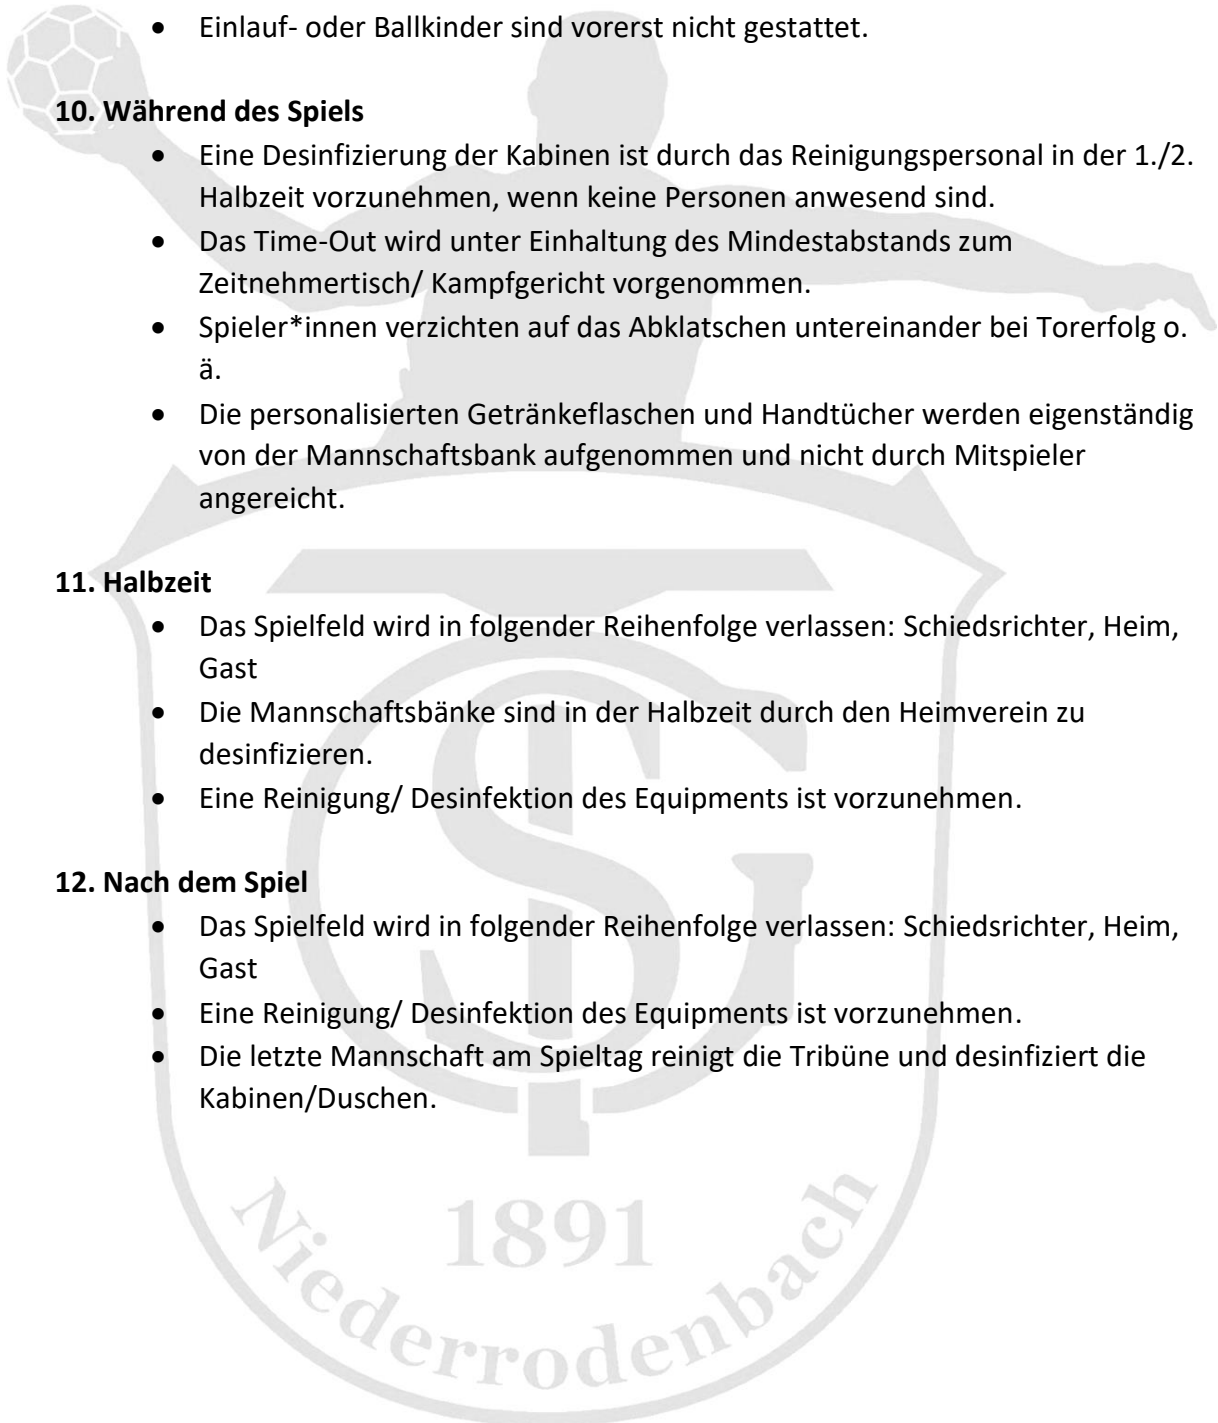 • Einlauf- oder Ballkinder sind vorerst nicht gestattet.
10. Während des Spiels
• Eine Desinfizierung der Kabinen ist durch das Reinigungspersonal in der 1./2.
Halbzeit vorzunehmen, wenn keine Personen anwesend sind.
• Das Time-Out wird unter Einhaltung des Mindestabstands zum
Zeitnehmertisch/ Kampfgericht vorgenommen.
• Spieler*innen verzichten auf das Abklatschen untereinander bei Torerfolg o.
ä.
• Die personalisierten Getränkeflaschen und Handtücher werden eigenständig
von der Mannschaftsbank aufgenommen und nicht durch Mitspieler
angereicht.
11. Halbzeit
• Das Spielfeld wird in folgender Reihenfolge verlassen: Schiedsrichter, Heim,
Gast
• Die Mannschaftsbänke sind in der Halbzeit durch den Heimverein zu
desinfizieren.
• Eine Reinigung/ Desinfektion des Equipments ist vorzunehmen.
12. Nach dem Spiel
• Das Spielfeld wird in folgender Reihenfolge verlassen: Schiedsrichter, Heim,
Gast
• Eine Reinigung/ Desinfektion des Equipments ist vorzunehmen.
• Die letzte Mannschaft am Spieltag reinigt die Tribüne und desinfiziert die
Kabinen/Duschen.
TSG
1891
Niederrodenbach